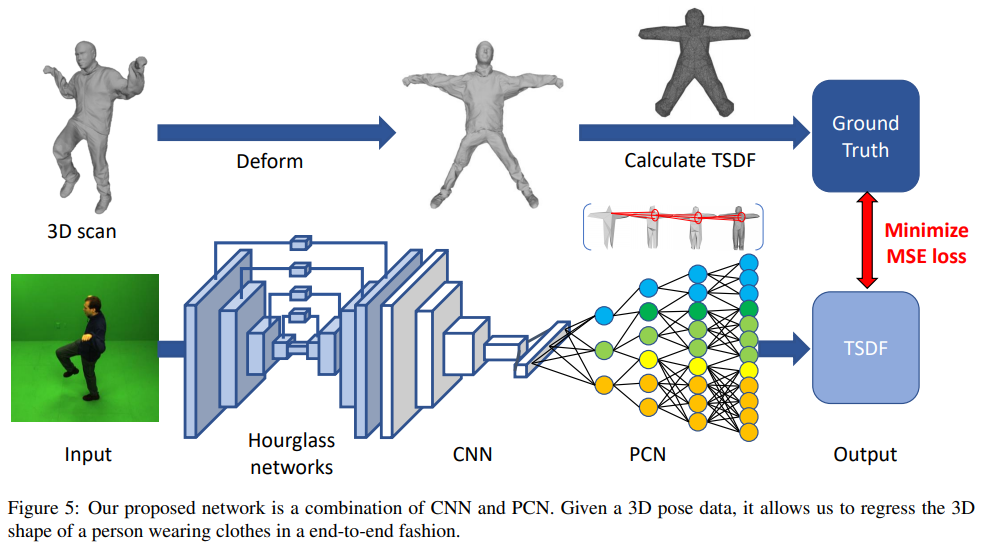 3D scan
Deform
Calculate TSDF
Ground
Truth
Minimize
MSE loss
TSDF
Input
Hourglass
networks
CNN
PCN
Output
Figure 5: Our proposed network is a combination of CNN and PCN. Given a 3D pose data, it allows us to regress the 3D
shape of a person wearing clothes in a end-to-end fashion.